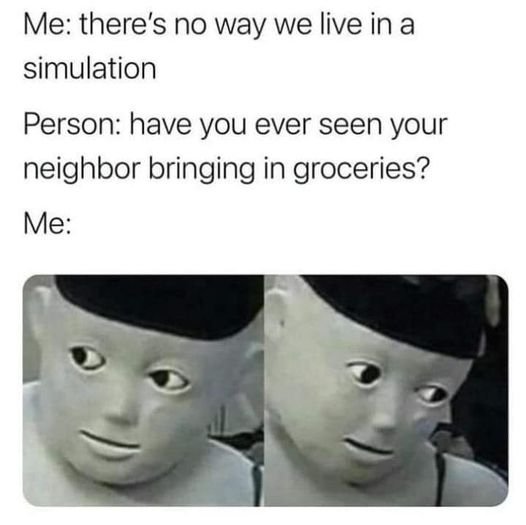 Me: there's no way we live in a
simulation
Person: have you ever seen your
neighbor bringing in groceries?
Me: